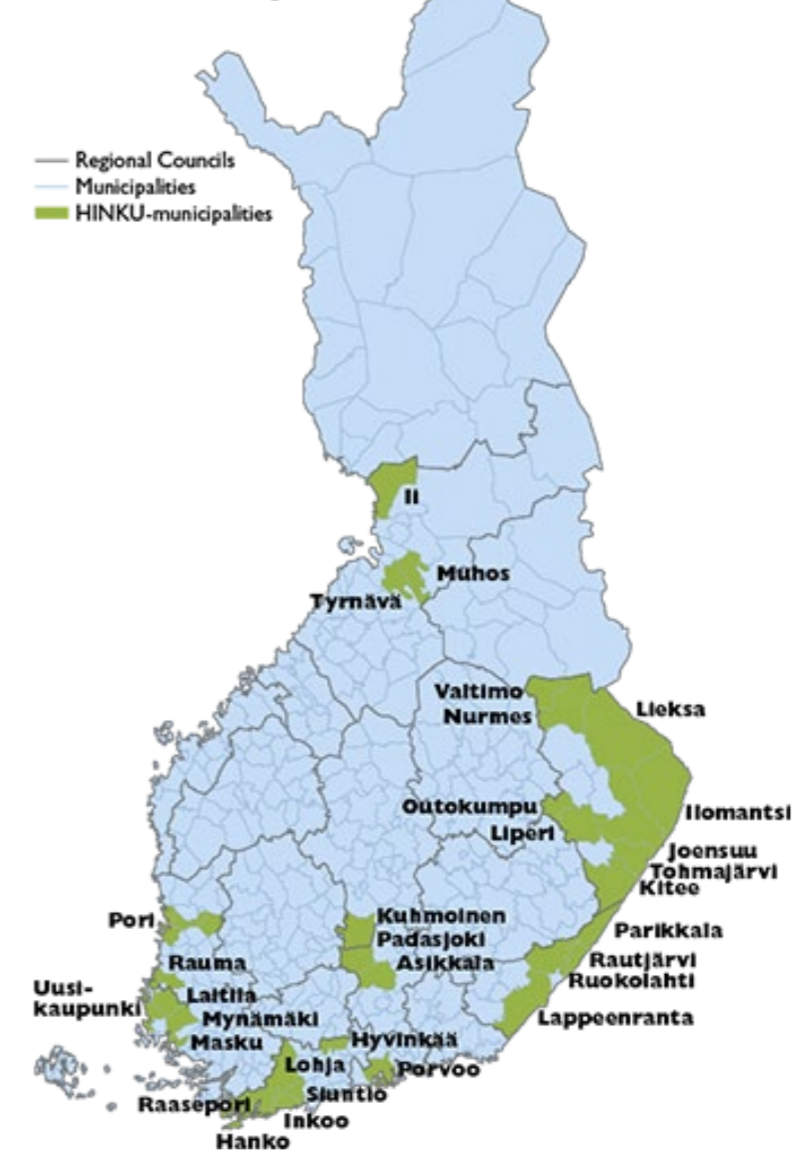 Regional Councils
Municipalities
HINKU-municipalities
Ii
Muhos
Tyrnävä
Valtimo
Nurmes
Lieksa
Outokumpu
Liperi
Ilomantsi
Joensuu
Tohmajärvi
Kitee
Pori
Kuhmoinen
Padasjoki
Asikkala
Parikkala
Rautjärvi
Ruokolahti
Rauma
Uusi-
kaupunki
Laitila
Mynämäki
Masku
Lappeenranta
Hyvinkää
Lohja
Porvoo
Siuntio
Raasepori
Inkoo
Hanko